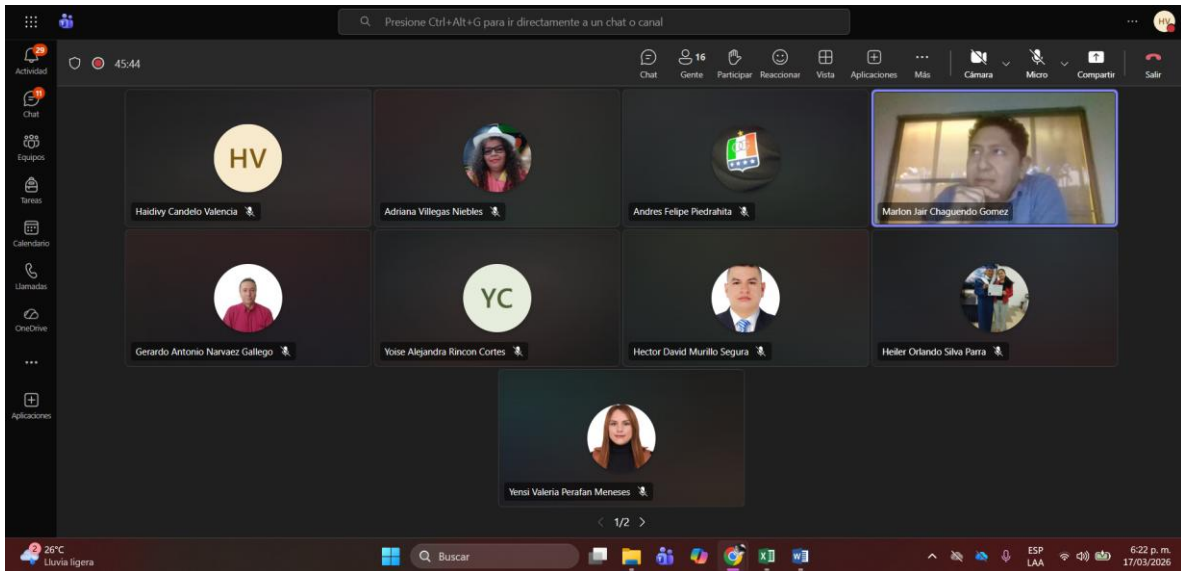 Presione Ctrl+Alt+G para ir directamente a un chat o canal
HV
29
Actividad
45:44
Chat
16
Gente
Participar
Reaccionar
Vista
Aplicaciones
Más
Cámara
Micro
Compartir
Salir
11
Chat
Equipos
Tareas
Calendario
Llamadas
OneDrive
Aplicaciones
HV
Haidivy Candelo Valencia
Adriana Villegas Niebles
Andres Felipe Piedrahita
Marlon Jair Chaguendo Gomez
Gerardo Antonio Narvaez Gallego
YC
Yoise Alejandra Rincon Cortes
Hector David Murillo Segura
Heiler Orlando Silva Parra
Yensi Valeria Perafan Meneses
1/2
2
26°C
Lluvia ligera
Buscar
ESP
LAA
6:22 p. m.
17/03/2026